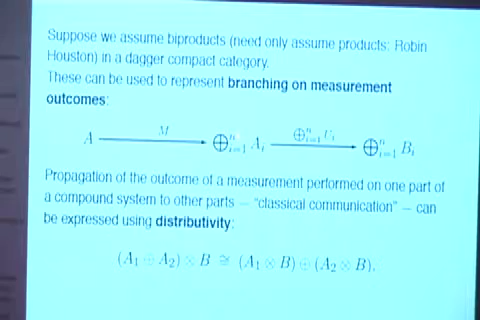 Suppose we assume biproducts (need only assume products: Robin
Houston) in a dagger compact category.
These can be used to represent branching on measurement
outcomes:
A —M→ ⊕ⁿᵢ₌₁ Aᵢ —⊕ⁿᵢ₌₁ Uᵢ→ ⊕ⁿᵢ₌₁ Bᵢ
Propagation of the outcome of a measurement performed on one part of
a compound system to other parts — "classical communication" — can
be expressed using distributivity:
(A₁ ⊕ A₂) ⊗ B ≅ (A₁ ⊗ B) ⊕ (A₂ ⊗ B).